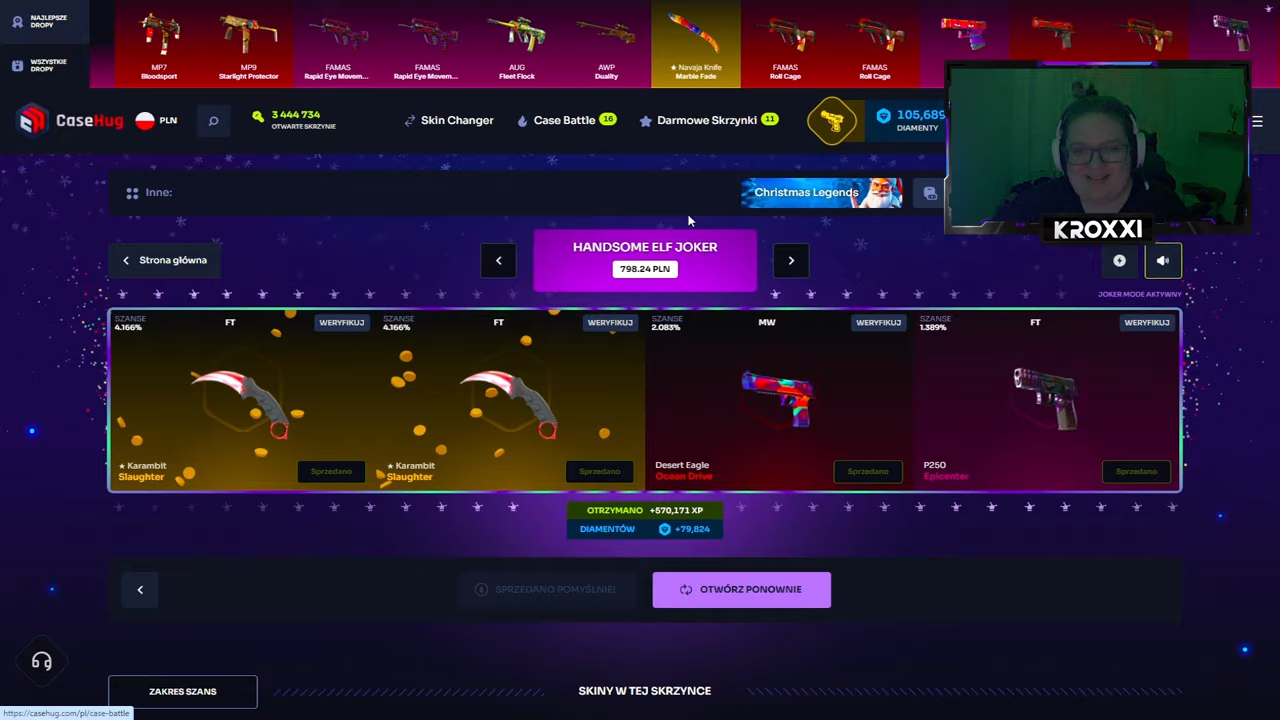 NAJLEPSZE
DROPY
WSZYSTKIE
DROPY
MP7
Bloodsport
MP9
Starlight Protector
FAMAS
Rapid Eye Movem...
FAMAS
Rapid Eye Movem...
AUG
Fleet Flock
AWP
Duality
★ Navaja Knife
Marble Fade
FAMAS
Roll Cage
FAMAS
Roll Cage
CaseHug
PLN
3 444 734
OTWARTE SKRZYNIE
Skin Changer
Case Battle 16
Darmowe Skrzynki 11
105,689
DIAMENTY
KROXXI
Inne:
Christmas Legends
Strona główna
HANDSOME ELF JOKER
798.24 PLN
JOKER MODE AKTYWNY
SZANSE
4.166%
FT
WERYFIKUJ
★ Karambit
Slaughter
Sprzedano
SZANSE
4.166%
FT
WERYFIKUJ
★ Karambit
Slaughter
Sprzedano
SZANSE
2.083%
MW
WERYFIKUJ
Desert Eagle
Ocean Drive
Sprzedano
SZANSE
1.389%
FT
WERYFIKUJ
P250
Epicenter
Sprzedano
OTRZYMANO +570,171 XP
DIAMENTÓW +79,824
SPRZEDANO POMYŚLNIE!
OTWÓRZ PONOWNIE
ZAKRES SZANS
SKINY W TEJ SKRZYNCE
https://casehug.com/pl/case-battle